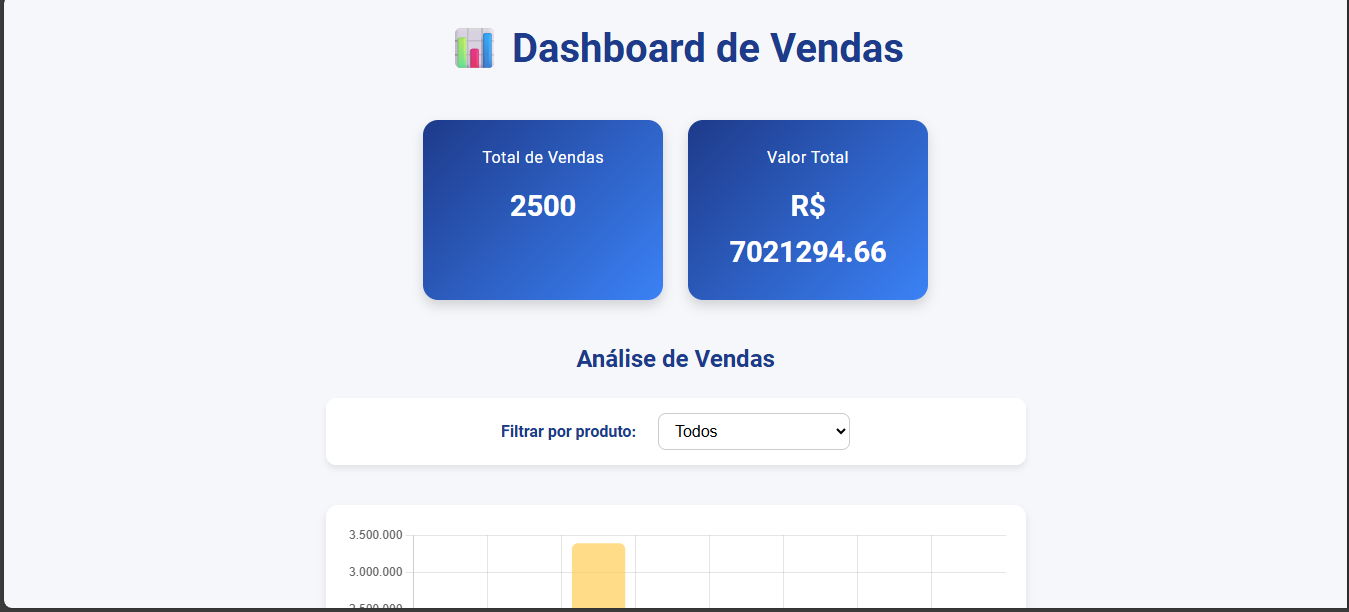 Dashboard de Vendas
Total de Vendas
2500
Valor Total
R$
7021294.66
Análise de Vendas
Filtrar por produto:
Todos
3.500.000
3.000.000
2.500.000